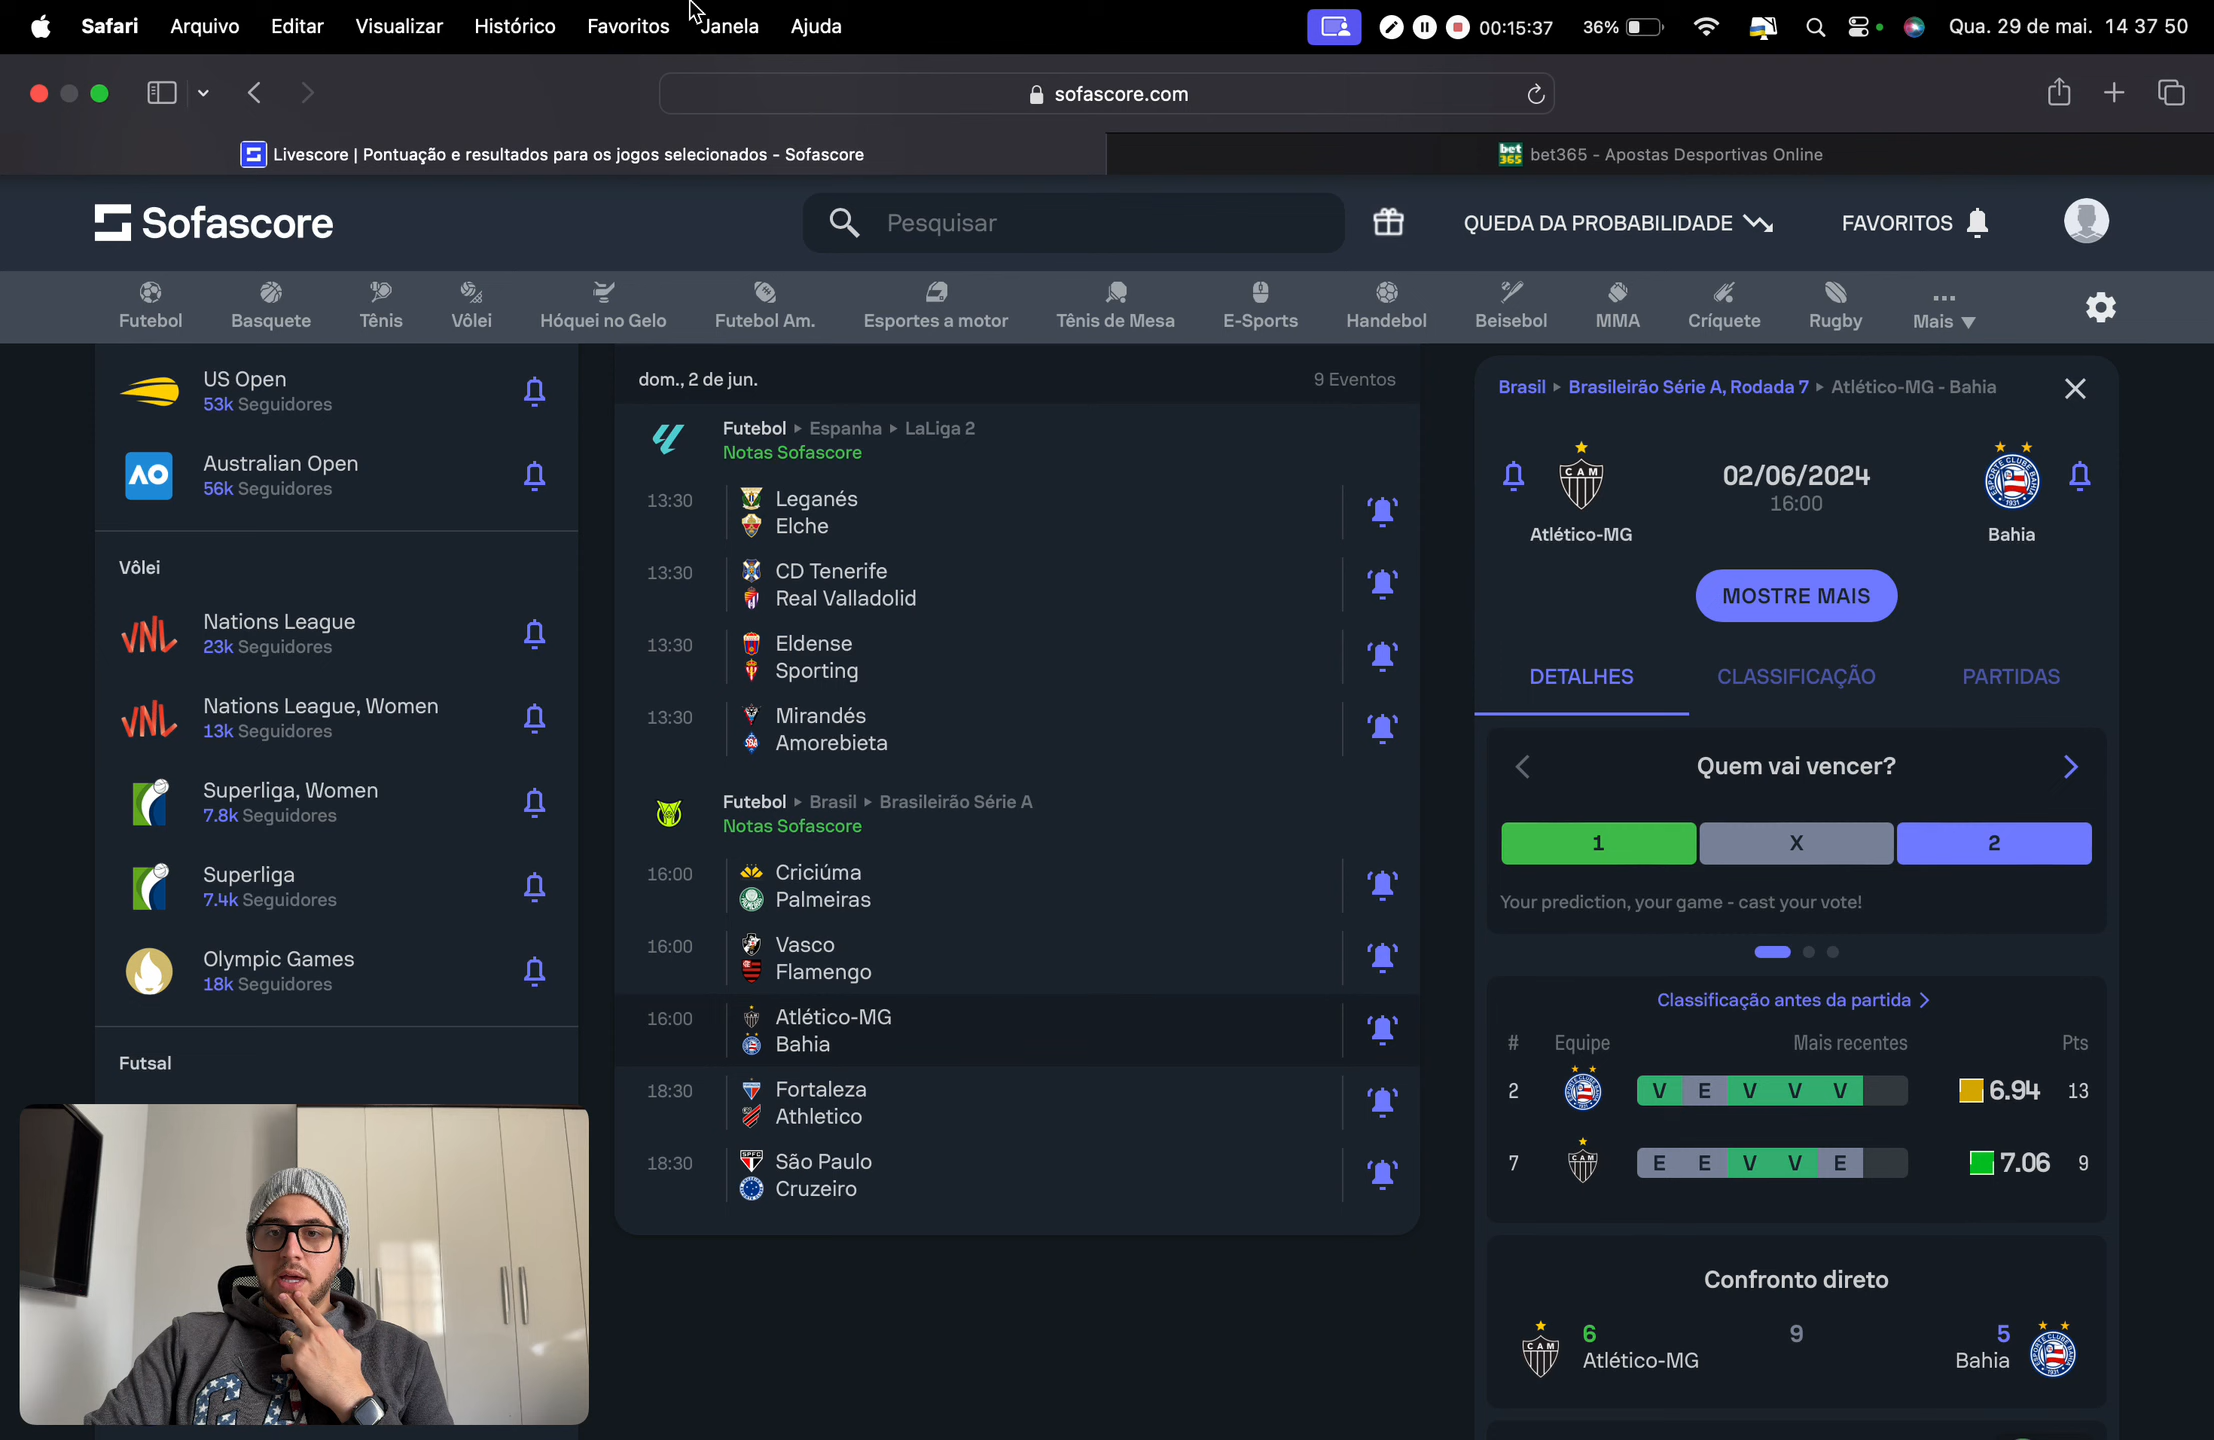 Safari Arquivo Editar Visualizar Histórico Favoritos Janela Ajuda 00:15:37 36% Qua. 29 de mai. 14 37 50
sofascore.com
Livescore | Pontuação e resultados para os jogos selecionados - Sofascore
bet365 bet365 - Apostas Desportivas Online
Sofascore
Pesquisar
QUEDA DA PROBABILIDADE
FAVORITOS
Futebol Basquete Tênis Vôlei Hóquei no Gelo Futebol Am. Esportes a motor Tênis de Mesa E-Sports Handebol Beisebol MMA Críquete Rugby Mais
US Open
53k Seguidores
AO
Australian Open
56k Seguidores
Vôlei
VNL
Nations League
23k Seguidores
VNL
Nations League, Women
13k Seguidores
Superliga, Women
7.8k Seguidores
Superliga
7.4k Seguidores
Olympic Games
18k Seguidores
Futsal
dom., 2 de jun. 9 Eventos
Futebol Espanha LaLiga 2
Notas Sofascore
13:30 Leganés
Elche
13:30 CD Tenerife
Real Valladolid
13:30 Eldense
Sporting
13:30 Mirandés
Amorebieta
Futebol Brasil Brasileirão Série A
Notas Sofascore
16:00 Criciúma
Palmeiras
16:00 Vasco
Flamengo
16:00 Atlético-MG
Bahia
18:30 Fortaleza
Athletico
18:30 São Paulo
Cruzeiro
Brasil Brasileirão Série A, Rodada 7 Atlético-MG - Bahia
CAM
02/06/2024
16:00
ESPORTE CLUBE BAHIA
1931
Atlético-MG
Bahia
MOSTRE MAIS
DETALHES CLASSIFICAÇÃO PARTIDAS
Quem vai vencer?
1 X 2
Your prediction, your game - cast your vote!
Classificação antes da partida
# Equipe Mais recentes Pts
2 V E V V V 6.94 13
7 E E V V E 7.06 9
Confronto direto
CAM
6 9 5
Atlético-MG Bahia